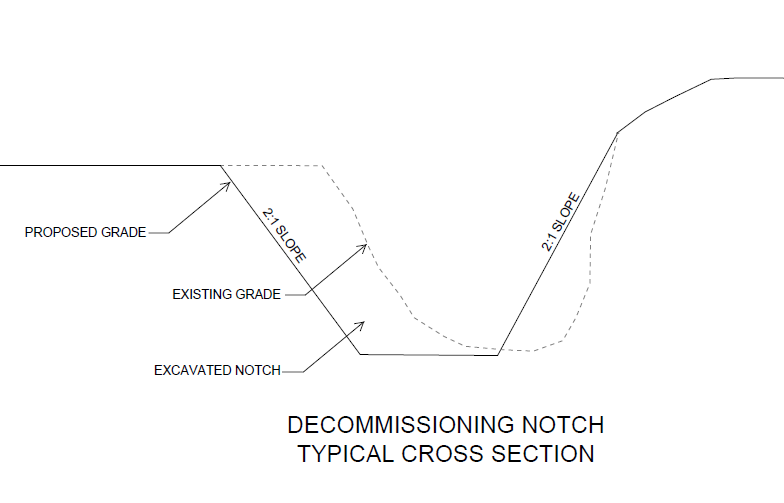 2:1 SLOPE
2:1 SLOPE
PROPOSED GRADE
EXISTING GRADE
EXCAVATED NOTCH
DECOMMISSIONING NOTCH
TYPICAL CROSS SECTION